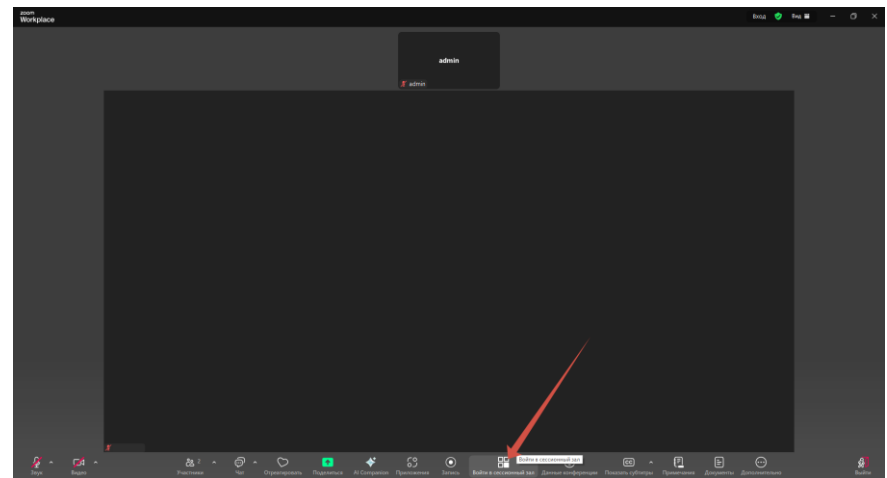 zoom
Workplace
Вход
Вид
admin
admin
Войти в сессионный зал
2
Звук
Видео
Участники
Чат
Отреагировать
Поделиться
AI Companion
Приложения
Запись
Войти в сессионный зал
Данные конференции
Показать субтитры
Примечания
Документы
Дополнительно
Выйти